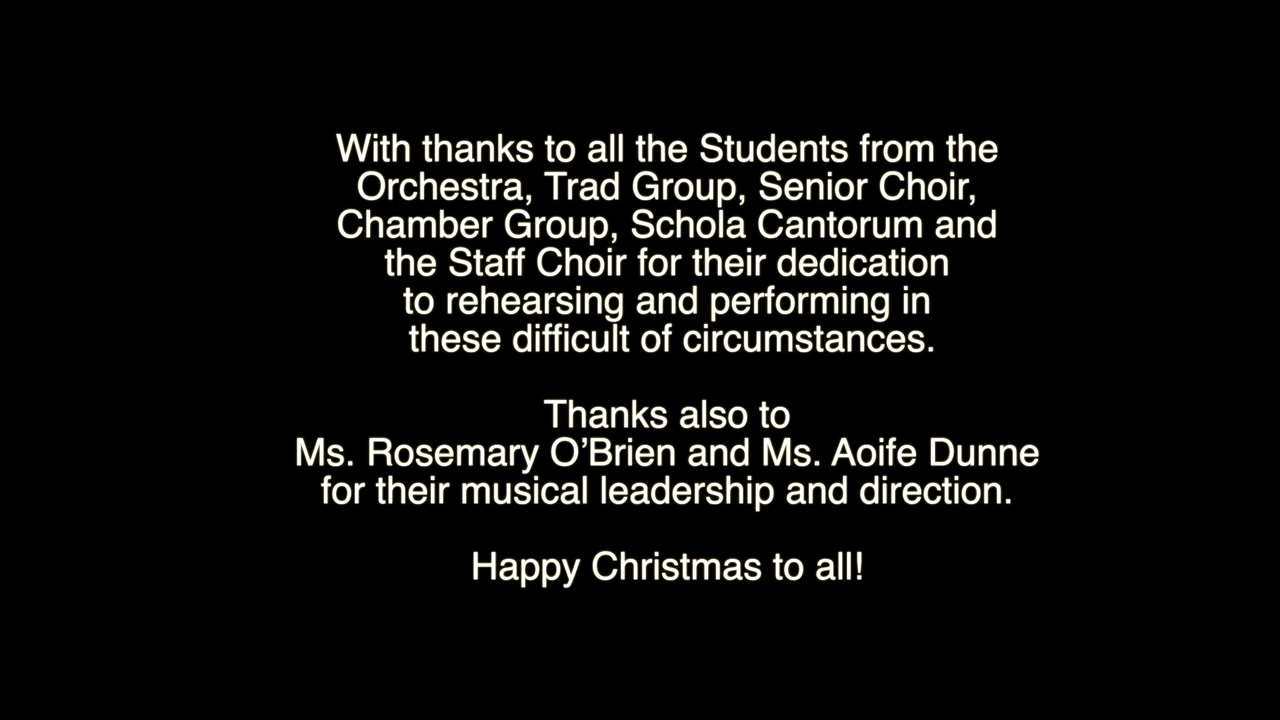 With thanks to all the Students from the
Orchestra, Trad Group, Senior Choir,
Chamber Group, Schola Cantorum and
the Staff Choir for their dedication
to rehearsing and performing in
these difficult of circumstances.
Thanks also to
Ms. Rosemary O’Brien and Ms. Aoife Dunne
for their musical leadership and direction.
Happy Christmas to all!